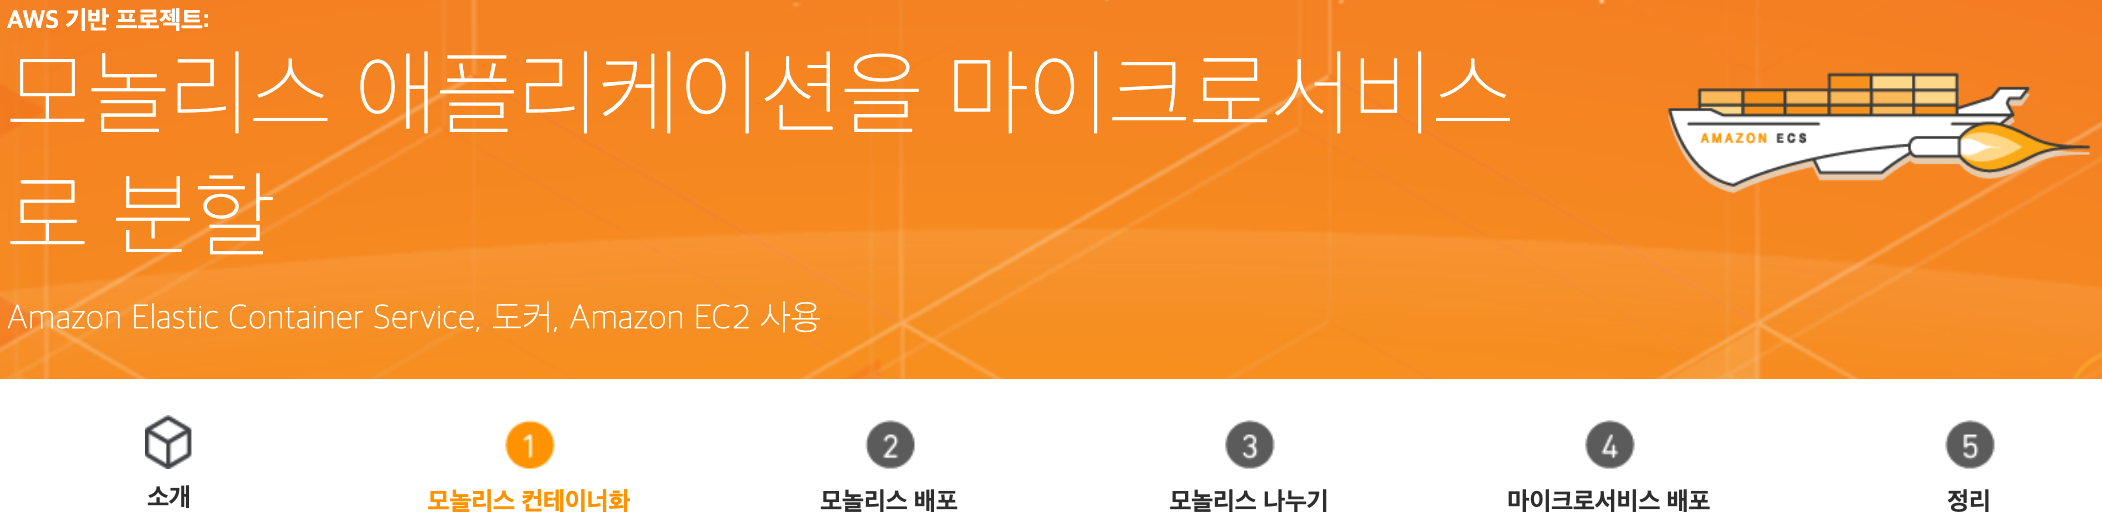 AWS 기반 프로젝트:
모놀리스 애플리케이션을 마이크로서비스
로 분할
AMAZON ECS
Amazon Elastic Container Service, 도커, Amazon EC2 사용
1
2
3
4
5
소개
모놀리스 컨테이너화
모놀리스 배포
모놀리스 나누기
마이크로서비스 배포
정리